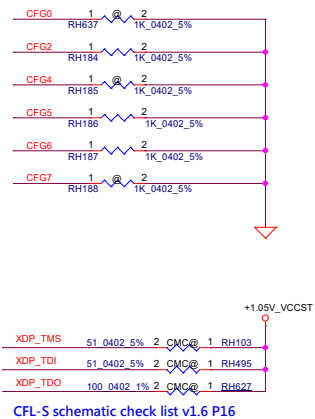 CFG0 1 @ 2
RH637 1K_0402_5%
CFG2 1 2
RH184 1K_0402_5%
CFG4 1 @ 2
RH185 1K_0402_5%
CFG5 1 2
RH186 1K_0402_5%
CFG6 1 2
RH187 1K_0402_5%
CFG7 1 @ 2
RH188 1K_0402_5%
+1.05V_VCCST
XDP_TMS 51_0402_5% 2 CMC@ 1 RH103
XDP_TDI 51_0402_5% 2 CMC@ 1 RH495
XDP_TDO 100_0402_1% 2 CMC@ 1 RH627
CFL-S schematic check list v1.6 P16